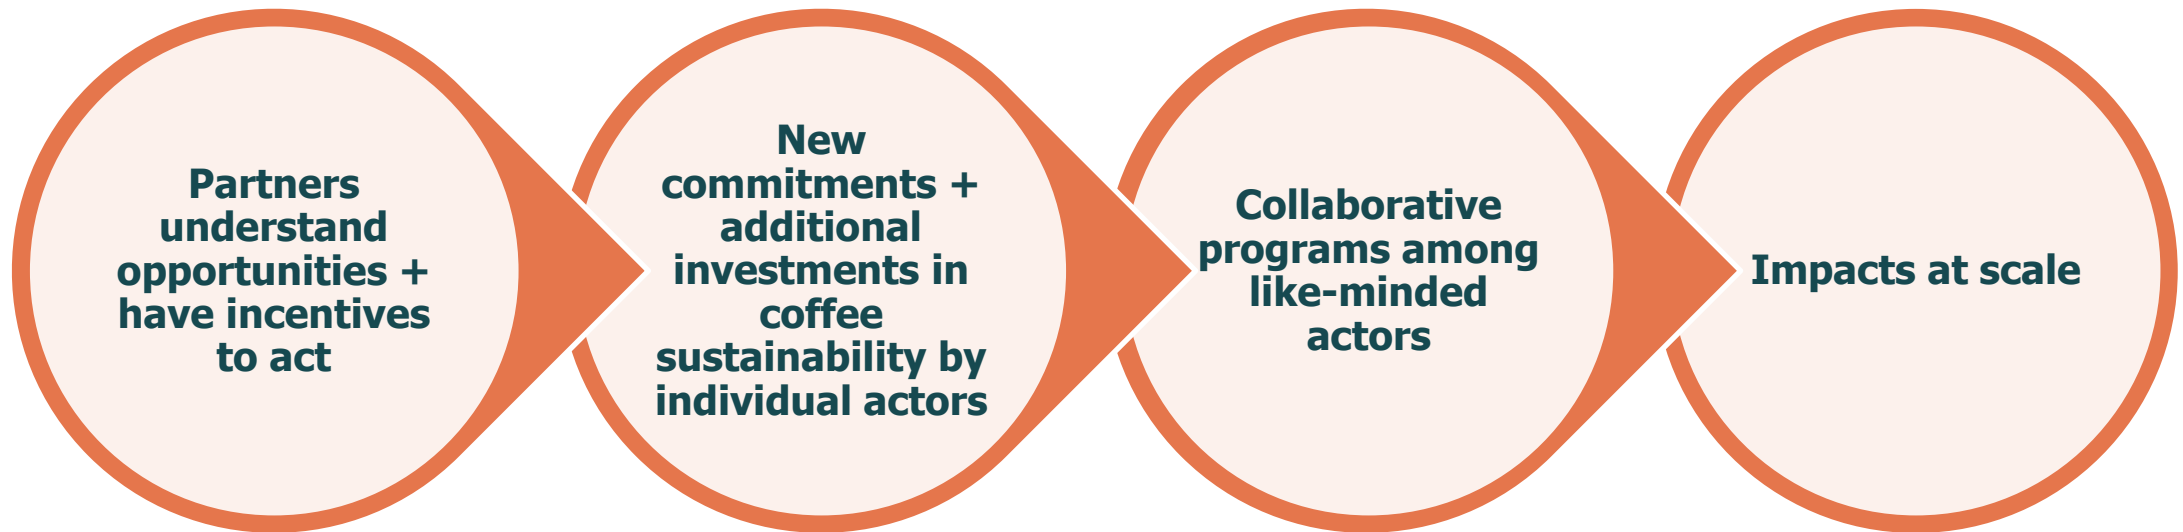 Partners
understand
opportunities +
have incentives
to act
New
commitments +
additional
investments in
coffee
sustainability by
individual actors
Collaborative
programs among
like-minded
actors
Impacts at scale